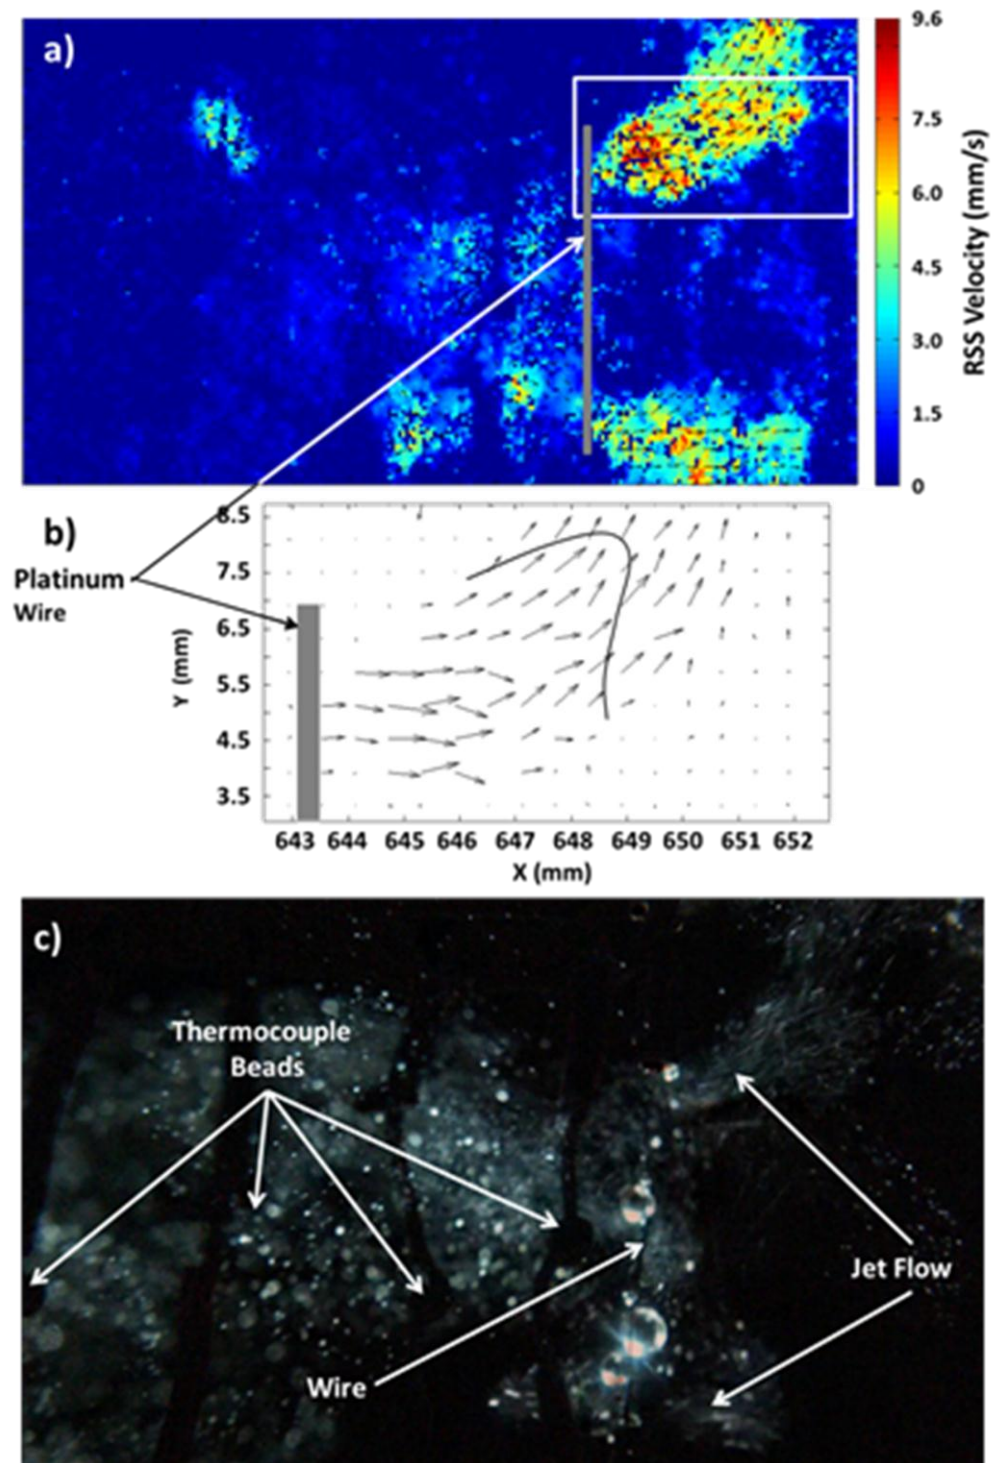 a)
9.6
7.5
6.0
4.5
3.0
1.5
0
RSS Velocity (mm/s)
b)
Platinum
Wire
8.5
7.5
6.5
5.5
4.5
3.5
Y (mm)
643 644 645 646 647 648 649 650 651 652
X (mm)
c)
Thermocouple
Beads
Jet Flow
Wire